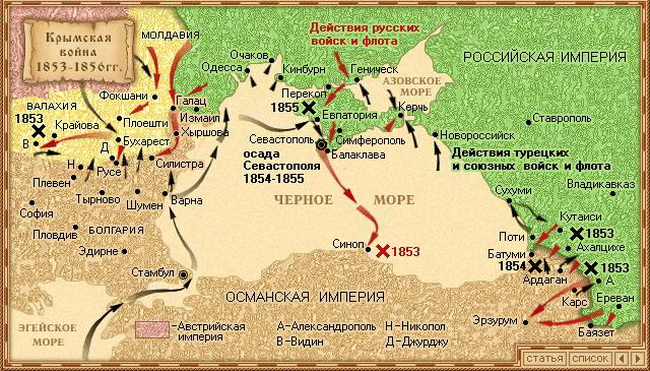 Крымская
война
1853-1856гг.
МОЛДАВИЯ
Действия русских
войск и флота
Очаков
Одесса
Кинбурн
Геническ
Перекоп
АЗОВСКОЕ
МОРЕ
РОССИЙСКАЯ ИМПЕРИЯ
Фокшаны
Галац
Измаил
ВАЛАХИЯ
1853
В
Крайова
Плоешти
Бухарест
Хыршова
1855
Евпатория
Керчь
Ставрополь
Севастополь
Симферополь
Балаклава
Новороссийск
осада
Севастополя
1854-1855
Действия турецких
и союзных войск и флота
Н
Д
Русе
Силистра
Плевен
Тырново
Шумен
Варна
София
БОЛГАРИЯ
Пловдив
Эдирне
Стамбул
ЧЕРНОЕ МОРЕ
Синоп
1853
Владикавказ
Сухуми
Кутаиси
1853
Поти
Ахалцихе
Батуми
1854
1853
Ардаган
А
Карс
Ереван
Эрзурум
Баязет
ОСМАНСКАЯ ИМПЕРИЯ
ЭГЕЙСКОЕ
МОРЕ
-Австрийская
империя
А-Александрополь
В-Видин
Н-Никопол
Д-Джурджу
статья
список